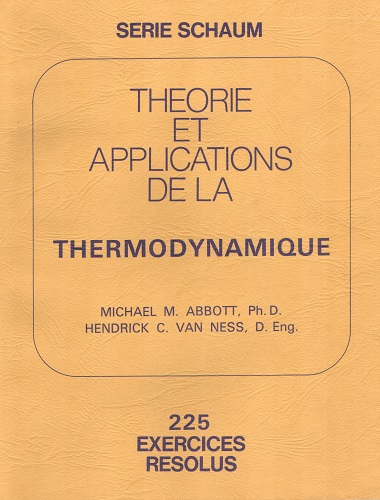 SERIE SCHAUM
THEORIE
ET
APPLICATIONS
DE LA
THERMODYNAMIQUE
MICHAEL M. ABBOTT, Ph.D.
HENDRICK C. VAN NESS, D. Eng.
225
EXERCICES
RESOLUS